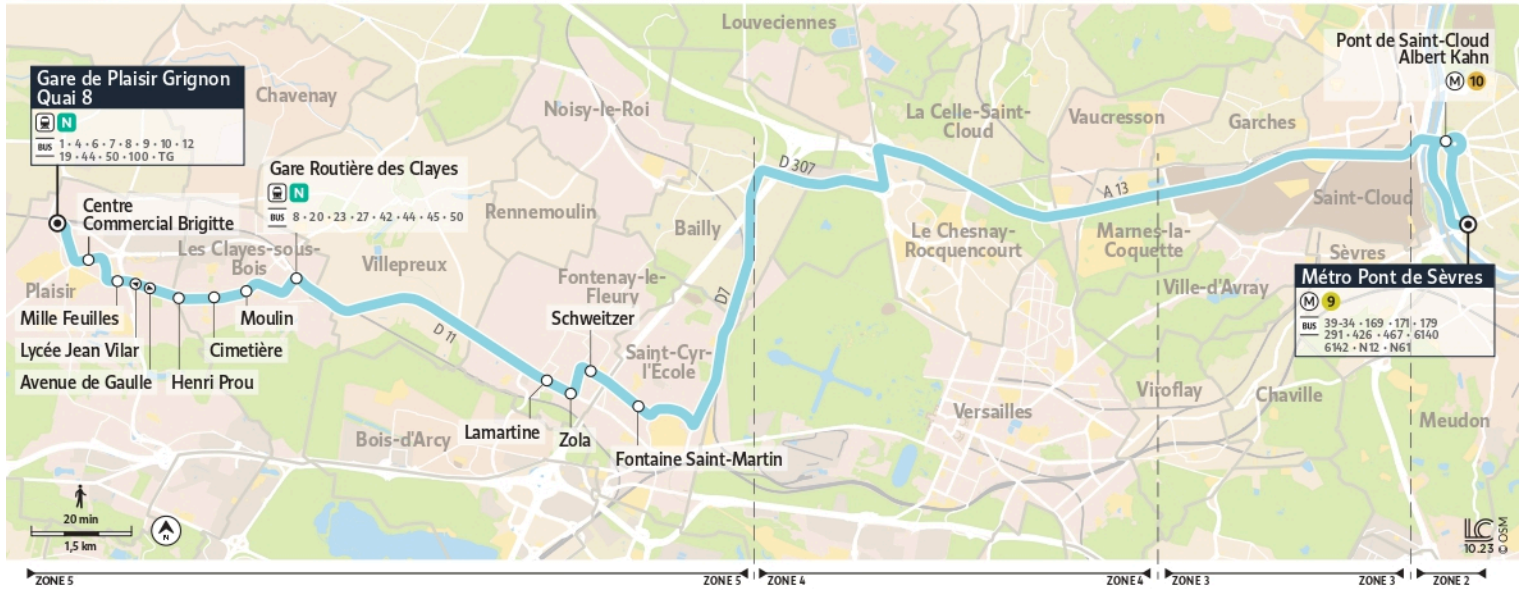 Louveciennes
Pont de Saint-Cloud
Albert Kahn
M 10
Gare de Plaisir Grignon
Quai 8
N
BUS 1 · 4 · 6 · 7 · 8 · 9 · 10 · 12
19 · 44 · 50 · 100 · TG
Chavenay
Noisy-le-Roi
La Celle-Saint-
Cloud
Vaucresson
Garches
Gare Routière des Clayes
N
BUS 8 · 20 · 23 · 27 · 42 · 44 · 45 · 50
D 307
A 13
Saint-Cloud
Centre
Commercial Brigitte
Rennemoulin
Bailly
Le Chesnay-
Rocquencourt
Marnes-la-
Coquette
Les Clayes-sous-
Bois
Villepreux
Sèvres
Métro Pont de Sèvres
M 9
BUS 39-34 · 169 · 171 · 179
291 · 426 · 467 · 6140
6142 · N12 · N61
Plaisir
Fontenay-le-
Fleury
Ville-d'Avray
D7
Mille Feuilles
Moulin
Schweitzer
D 11
Lycée Jean Vilar
Cimetière
Saint-Cyr-
l'École
Avenue de Gaulle
Henri Prou
Viroflay
Chaville
Versailles
Meudon
Bois-d'Arcy
Lamartine
Zola
Fontaine Saint-Martin
20 min
1,5 km
N
LC
10.23
© OSM
ZONE 5
ZONE 5
ZONE 4
ZONE 4
ZONE 3
ZONE 3
ZONE 2